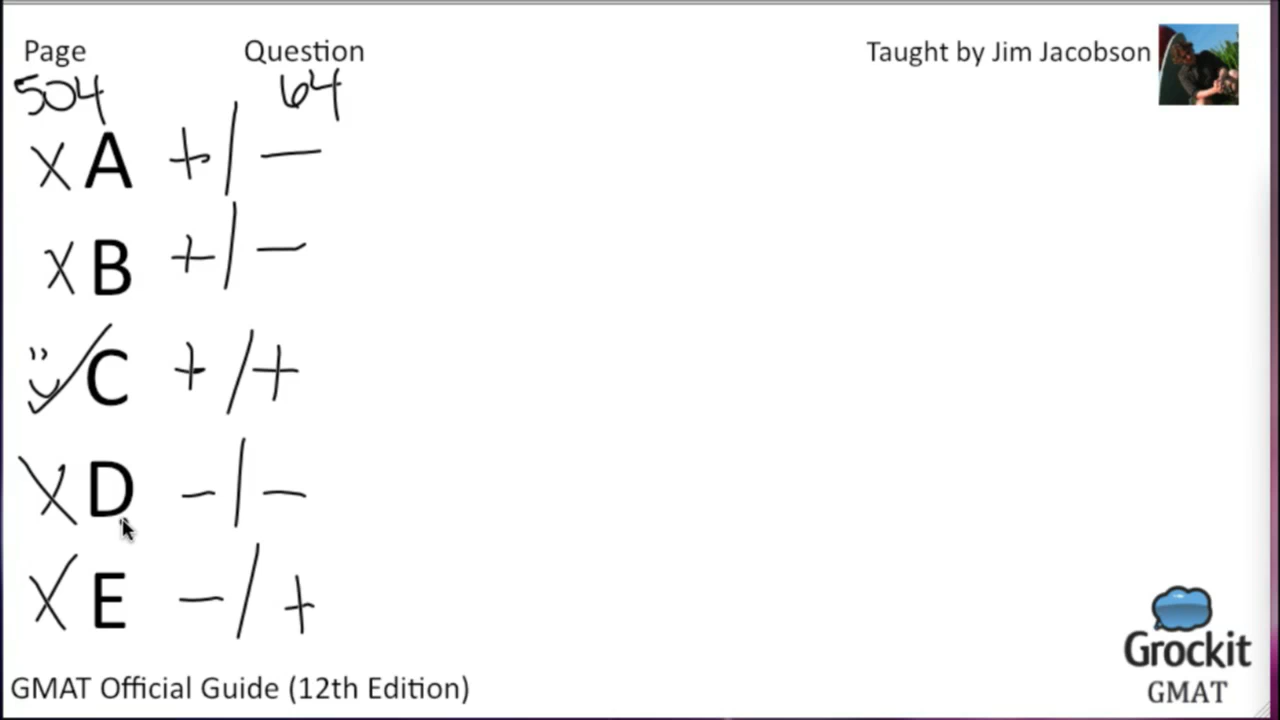 Page Question Taught by Jim Jacobson
504 64
X A + / -
X B + / -
✓ C + / +
X D - / -
X E - / +
GMAT Official Guide (12th Edition)
Grockit
GMAT